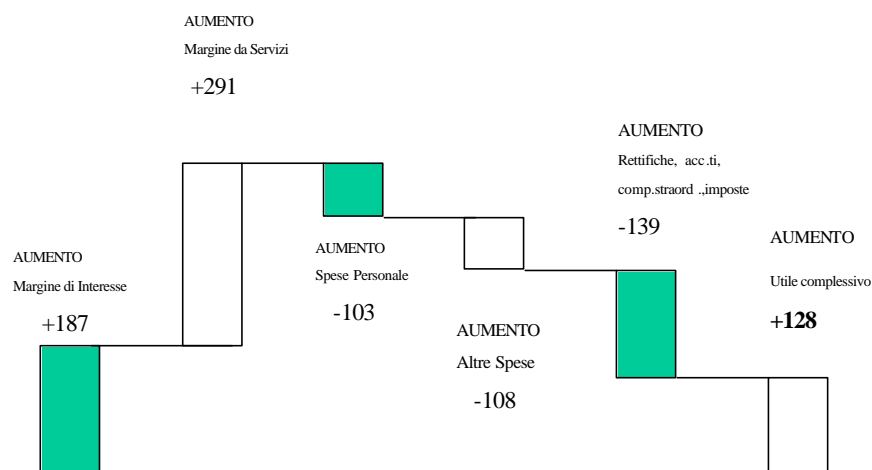 AUMENTO
Margine da Servizi
+291
AUMENTO
Rettifiche, acc.ti,
comp.straord .,imposte
-139
AUMENTO
Utile complessivo
+128
AUMENTO
Margine di Interesse
+187
AUMENTO
Spese Personale
-103
AUMENTO
Altre Spese
-108